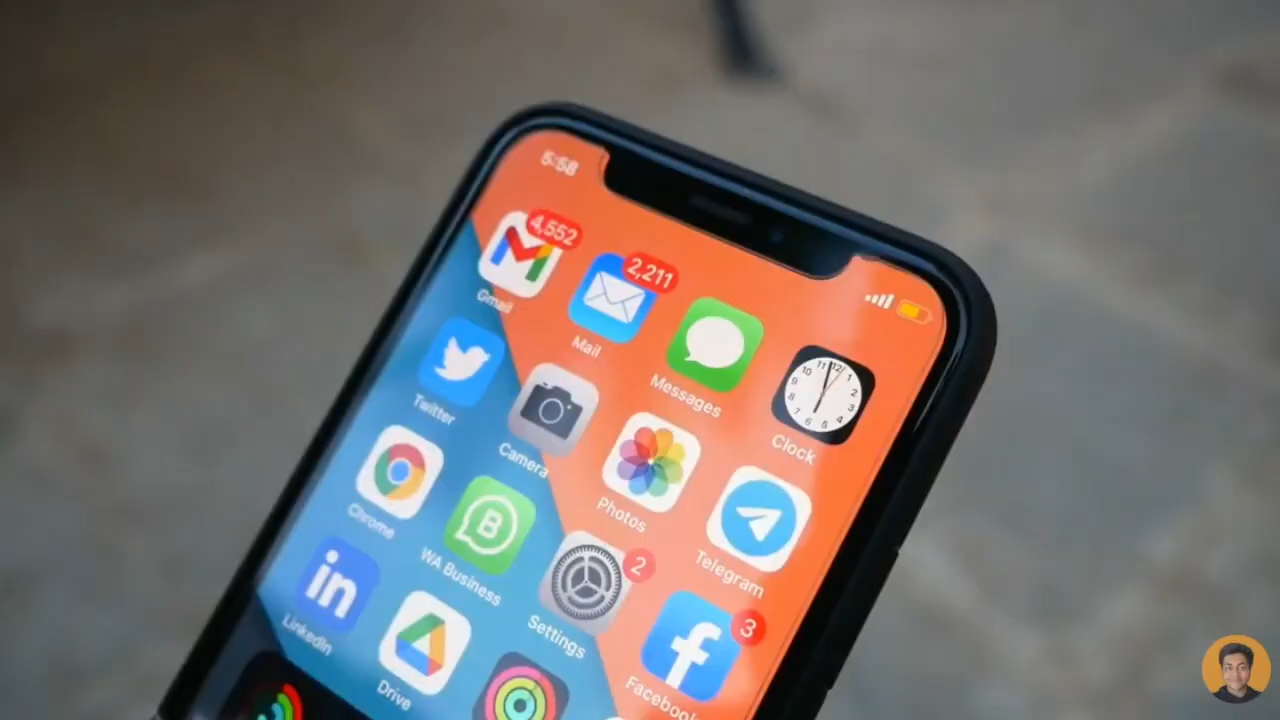 5:58
4,552
2,211
Gmail
Mail
Messages
Clock
Twitter
Camera
Photos
Telegram
Chrome
WA Business
Settings
2
Facebook
3
LinkedIn
Drive
in
B
f